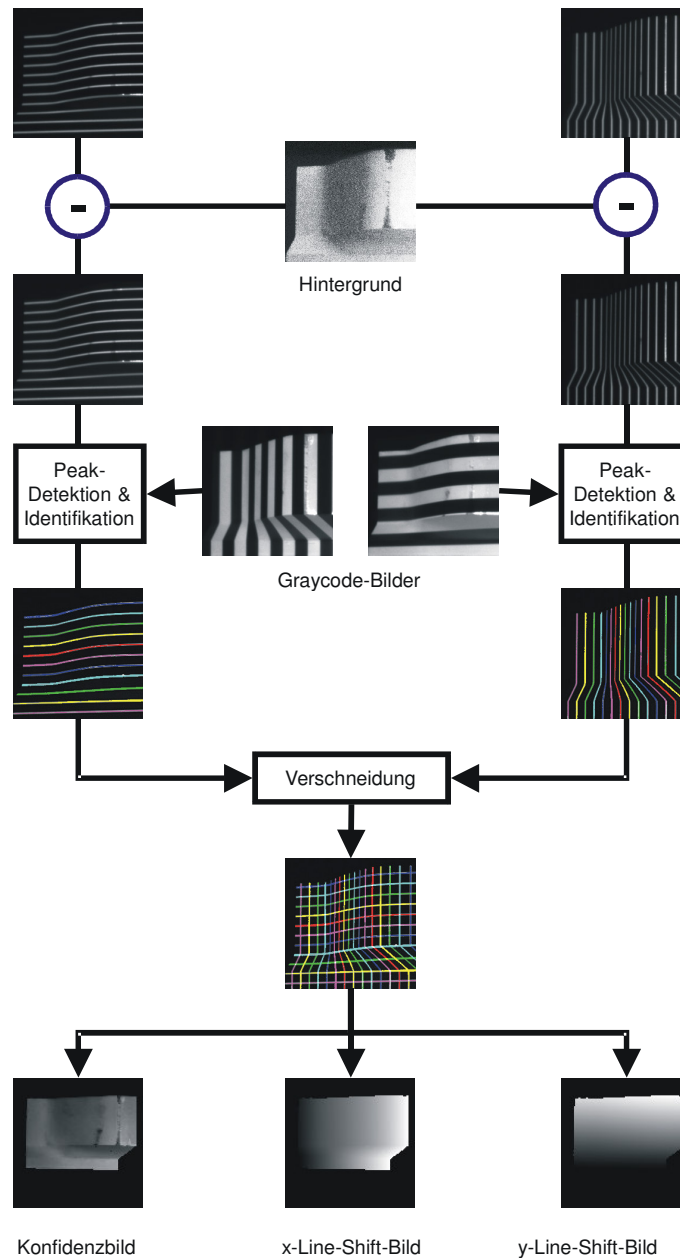 -
-
Hintergrund
Peak-
Detektion &
Identifikation
Peak-
Detektion &
Identifikation
Graycode-Bilder
Verschneidung
Konfidenzbild
x-Line-Shift-Bild
y-Line-Shift-Bild